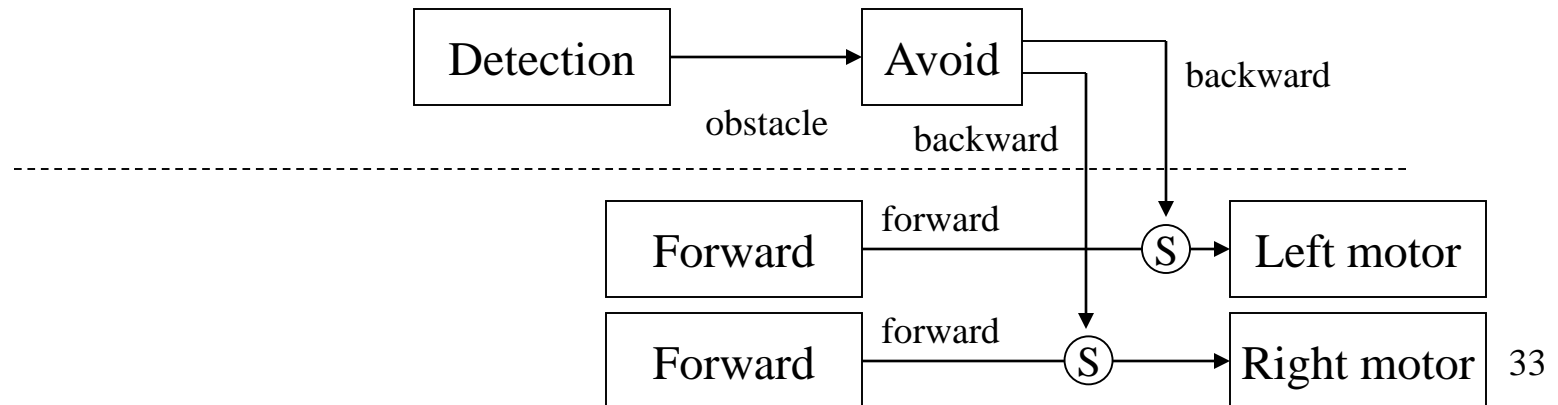 Detection
Avoid
backward
obstacle
backward
Forward
forward
S
Left motor
Forward
forward
S
Right motor
33